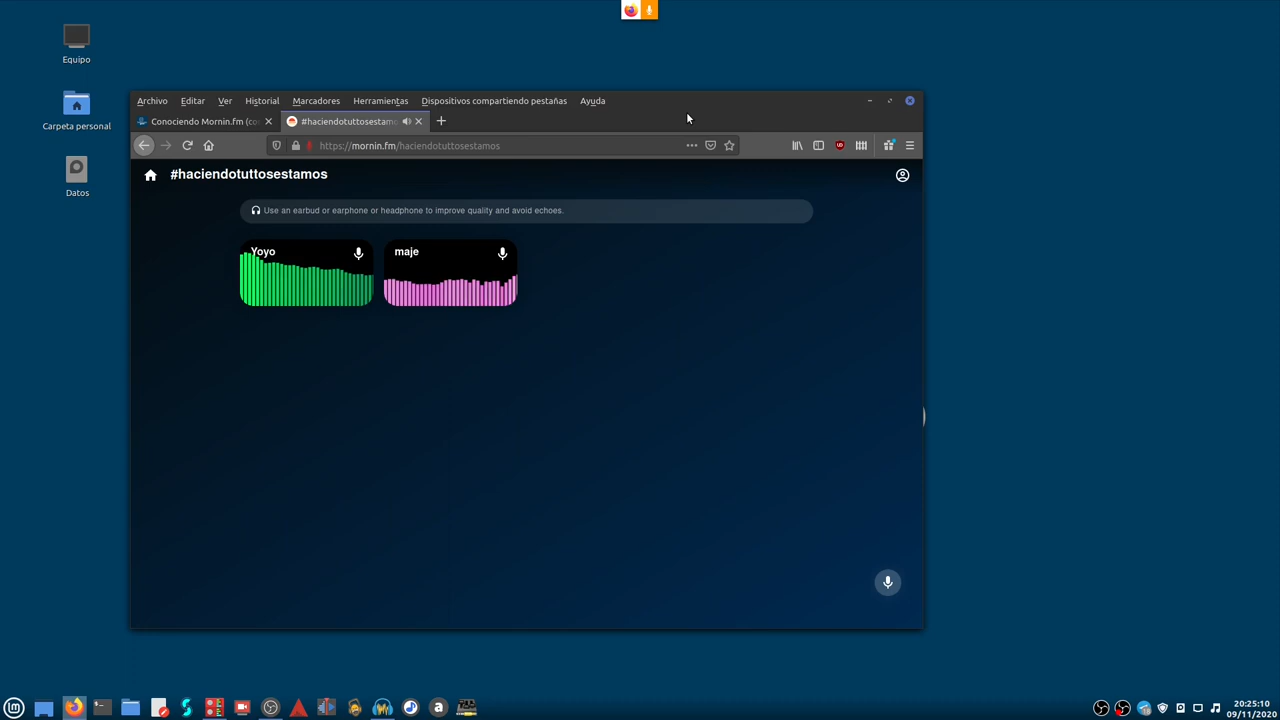 Equipo
Carpeta personal
Datos
Archivo Editar Ver Historial Marcadores Herramientas Dispositivos compartiendo pestañas Ayuda
Conociendo Mornin.fm (co #haciendotuttosestamo
https://mornin.fm/haciendotuttosestamos
#haciendotuttosestamos
Use an earbud or earphone or headphone to improve quality and avoid echoes.
Yoyo maje
20:25:10
09/11/2020